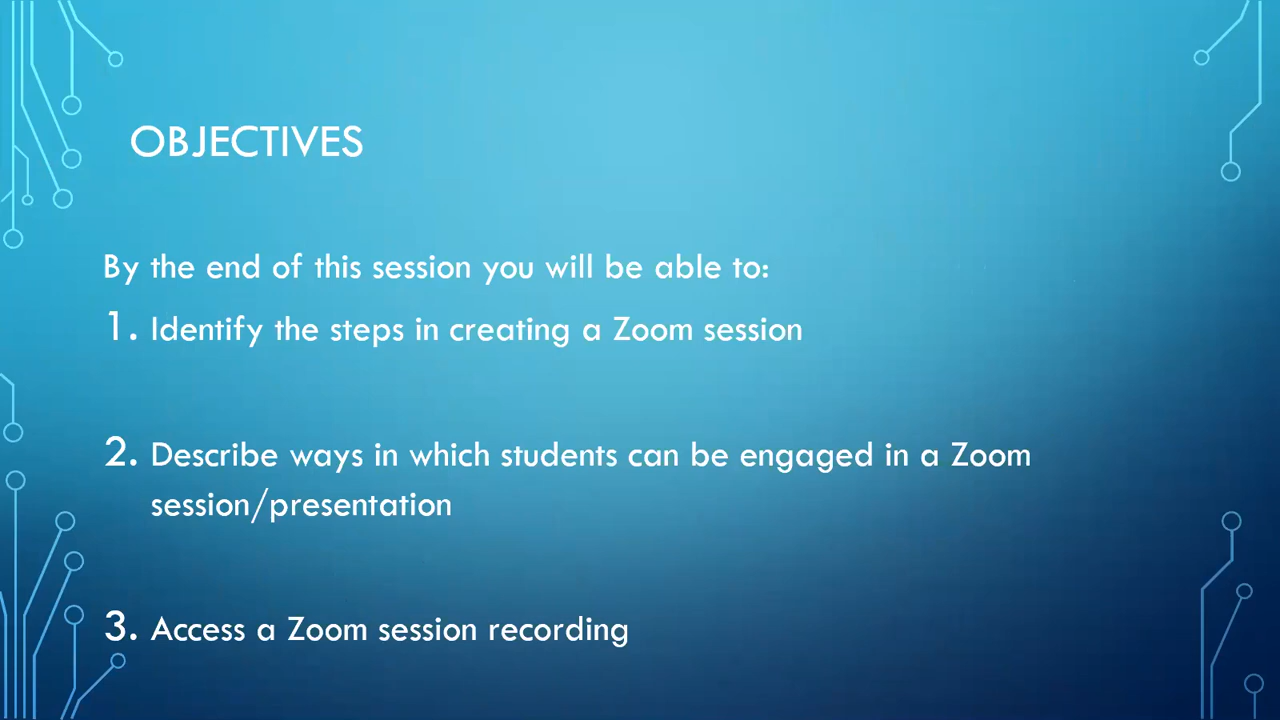 OBJECTIVES
By the end of this session you will be able to:
1. Identify the steps in creating a Zoom session
2. Describe ways in which students can be engaged in a Zoom
session/presentation
3. Access a Zoom session recording